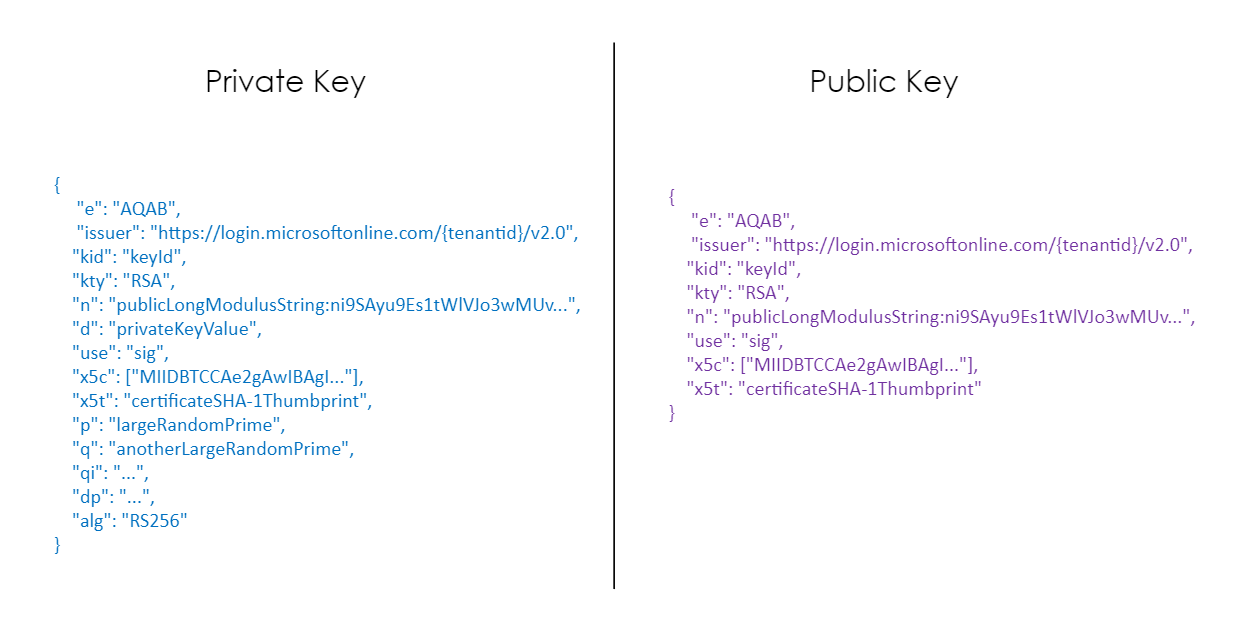 Private Key
{
"e": "AQAB",
"issuer": "https://login.microsoftonline.com/{tenantid}/v2.0",
"kid": "keyId",
"kty": "RSA",
"n": "publicLongModulusString:ni9SAyu9Es1tWlVJo3wMUv...",
"d": "privateKeyValue",
"use": "sig",
"x5c": ["MIIDBTCCAe2gAwIBAgI..."],
"x5t": "certificateSHA-1Thumbprint",
"p": "largeRandomPrime",
"q": "anotherLargeRandomPrime",
"qi": "...",
"dp": "...",
"alg": "RS256"
}
Public Key
{
"e": "AQAB",
"issuer": "https://login.microsoftonline.com/{tenantid}/v2.0",
"kid": "keyId",
"kty": "RSA",
"n": "publicLongModulusString:ni9SAyu9Es1tWlVJo3wMUv...",
"use": "sig",
"x5c": ["MIIDBTCCAe2gAwIBAgI..."],
"x5t": "certificateSHA-1Thumbprint"
}